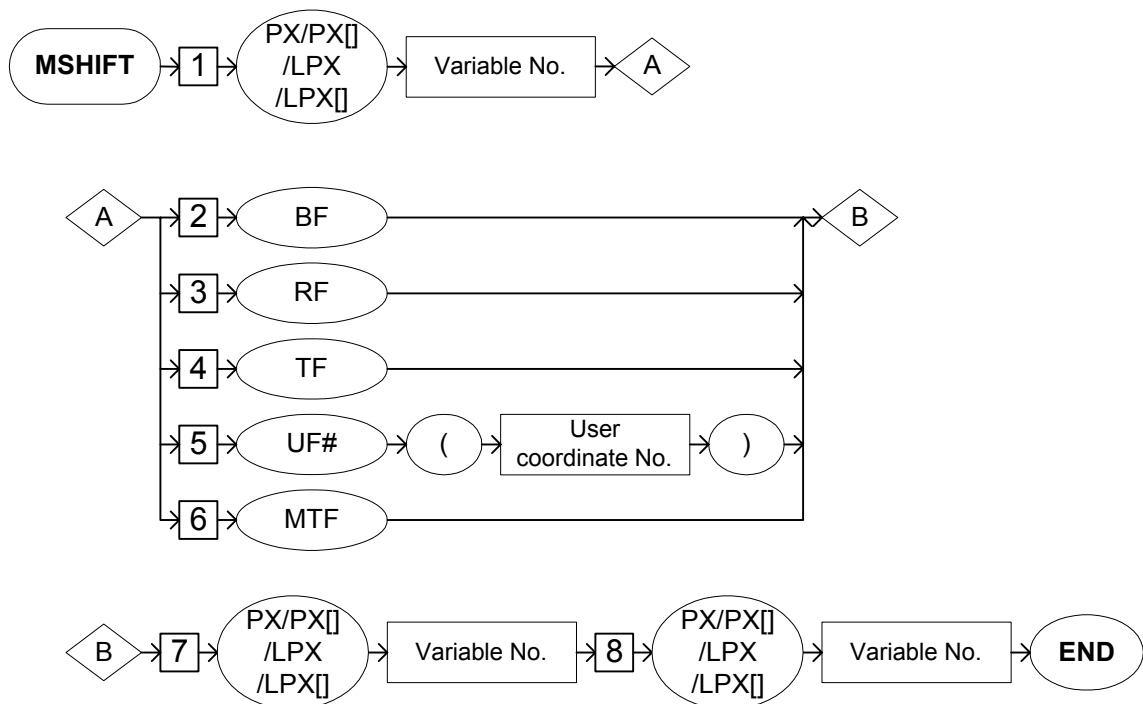 MSHIFT 1 PX/PX[] Variable No. A
/LPX
/LPX[]
A 2 BF B
3 RF
4 TF
5 UF# ( User ) 
coordinate No.
6 MTF
B 7 PX/PX[] Variable No. 8 PX/PX[] Variable No. END
/LPX /LPX
/LPX[] /LPX[]